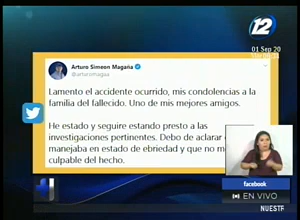 12
01 Sep 20
Arturo Simeon Magaña
@arturomagaa
Lamento el accidente ocurrido, mis condolencias a la
familia del fallecido. Uno de mis mejores amigos.
He estado y seguire estando presto a las
investigaciones pertinentes. Debo de aclarar
manejaba en estado de ebriedad y que no m
culpable del hecho.
facebook
EN VIVO
NUESTR